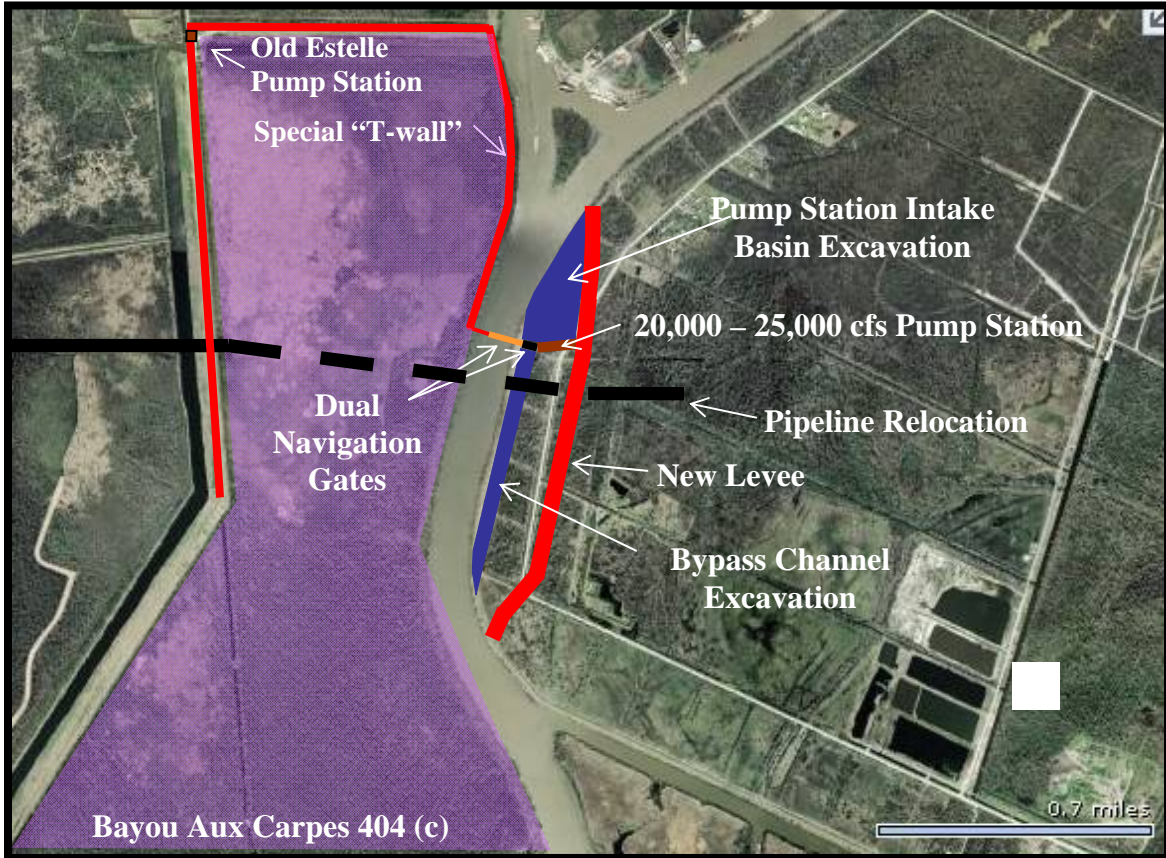 Old Estelle
Pump Station
Special “T-wall”
Pump Station Intake
Basin Excavation
20,000 – 25,000 cfs Pump Station
Dual
Navigation
Gates
Pipeline Relocation
New Levee
Bypass Channel
Excavation
0.7 miles
Bayou Aux Carpes 404 (c)